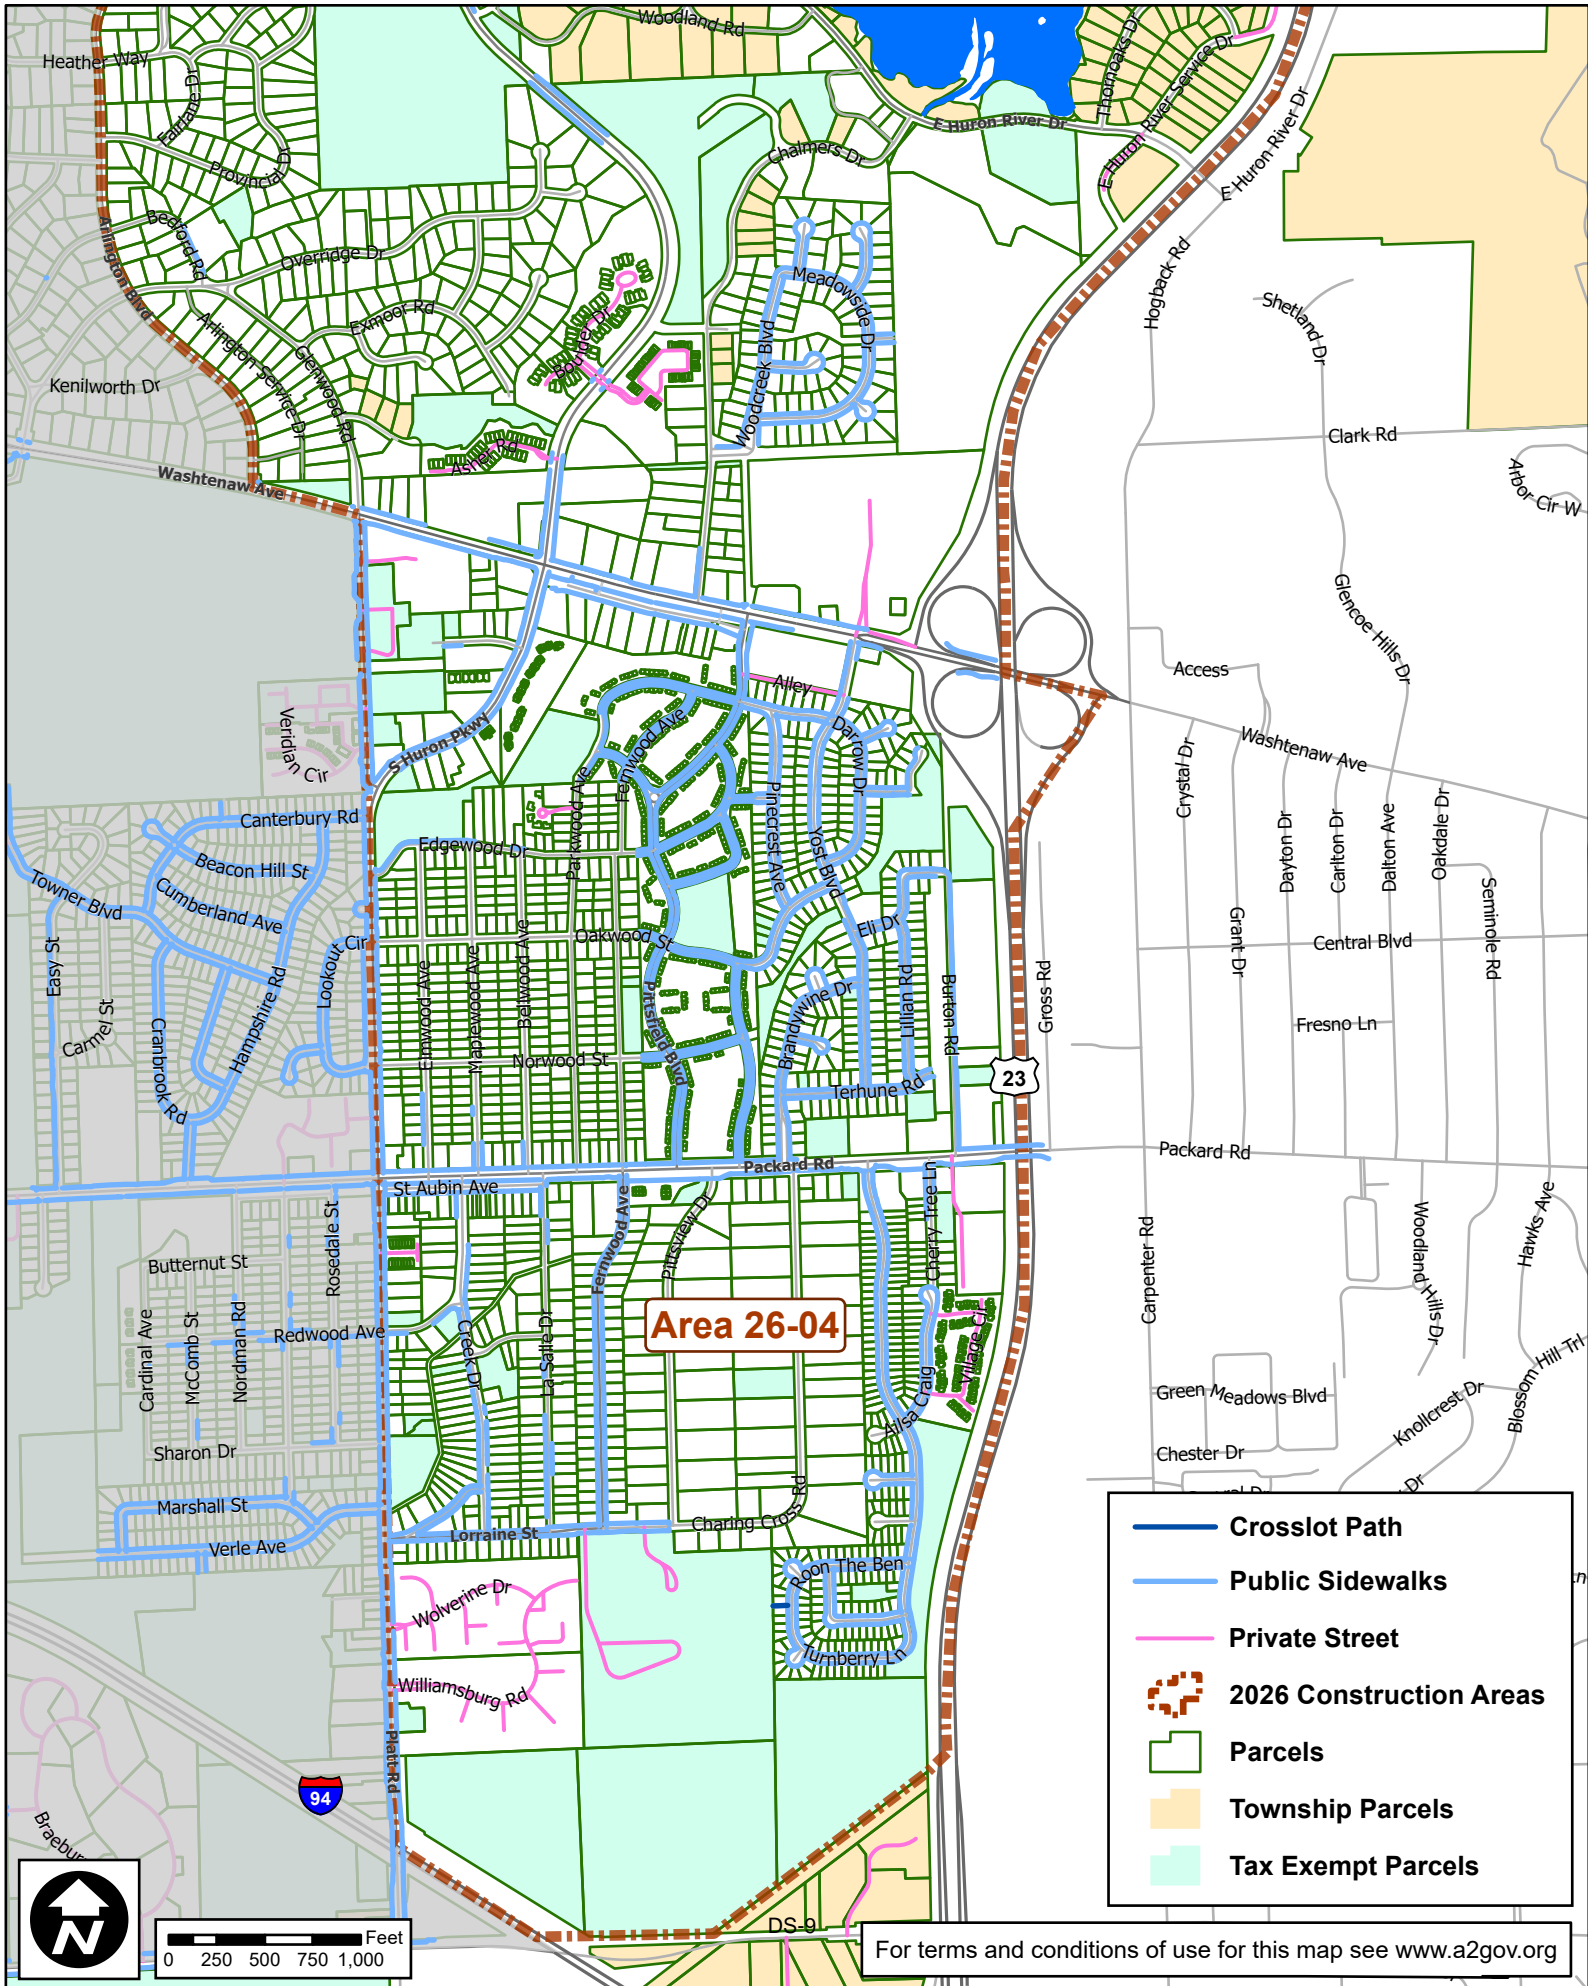 Woodland Rd
Heather Way
Fairlane Dr
Provincial Dr
Thornoaks Dr
E Huron River Service Dr
E Huron River Dr
E Huron River Dr
Chalmers Dr
Bedford Rd
Arlington Blvd
Overridge Dr
Exmoor Rd
Arlington Service Dr
Glenwood Rd
Kenilworth Dr
Boulder Dr
Meadowside Dr
Woodcreek Blvd
Hogback Rd
Shetland Dr
Clark Rd
Arbor Cir W
Asher Rd
Washtenaw Ave
Glencoe Hills Dr
Access
Alley
Veridian Cir
S Huron Pkwy
Fernwood Ave
Parkwood Ave
Darrow Dr
Washtenaw Ave
Crystal Dr
Canterbury Rd
Beacon Hill St
Cumberland Ave
Towner Blvd
Edgewood Dr
Pinecrest Ave
Yost Blvd
Dayton Dr
Carlton Dr
Dalton Ave
Oakdale Dr
Seminole Rd
Grant Dr
Central Blvd
Easy St
Carmel St
Cranbrook Rd
Hampshire Rd
Lookout Cir
Oakwood St
Elmwood Ave
Maplewood Ave
Bellwood Ave
Norwood St
Pittsfield Blvd
Eli Dr
Brandywine Dr
Lillian Rd
Burton Rd
Gross Rd
Fresno Ln
Terhune Rd
23
Packard Rd
Packard Rd
St Aubin Ave
Rosedale St
Butternut St
Cardinal Ave
McComb St
Nordman Rd
Redwood Ave
Creek Dr
La Salle Dr
Fernwood Ave
Pittsview Dr
Area 26-04
Cherry Tree Ln
Village Cir
Ailsa Craig
Carpenter Rd
Woodland Hills Dr
Hawks Ave
Green Meadows Blvd
Knollcrest Dr
Blossom Hill Trl
Chester Dr
Dr
Sharon Dr
Marshall St
Verle Ave
Lorraine St
Charing Cross Rd
Roon The Ben
Turnberry Ln
Wolverine Dr
Williamsburg Rd
Platt Rd
94
DS-9
Crosslot Path
Public Sidewalks
Private Street
2026 Construction Areas
Parcels
Township Parcels
Tax Exempt Parcels
N
Feet
0 250 500 750 1,000
For terms and conditions of use for this map see www.a2gov.org